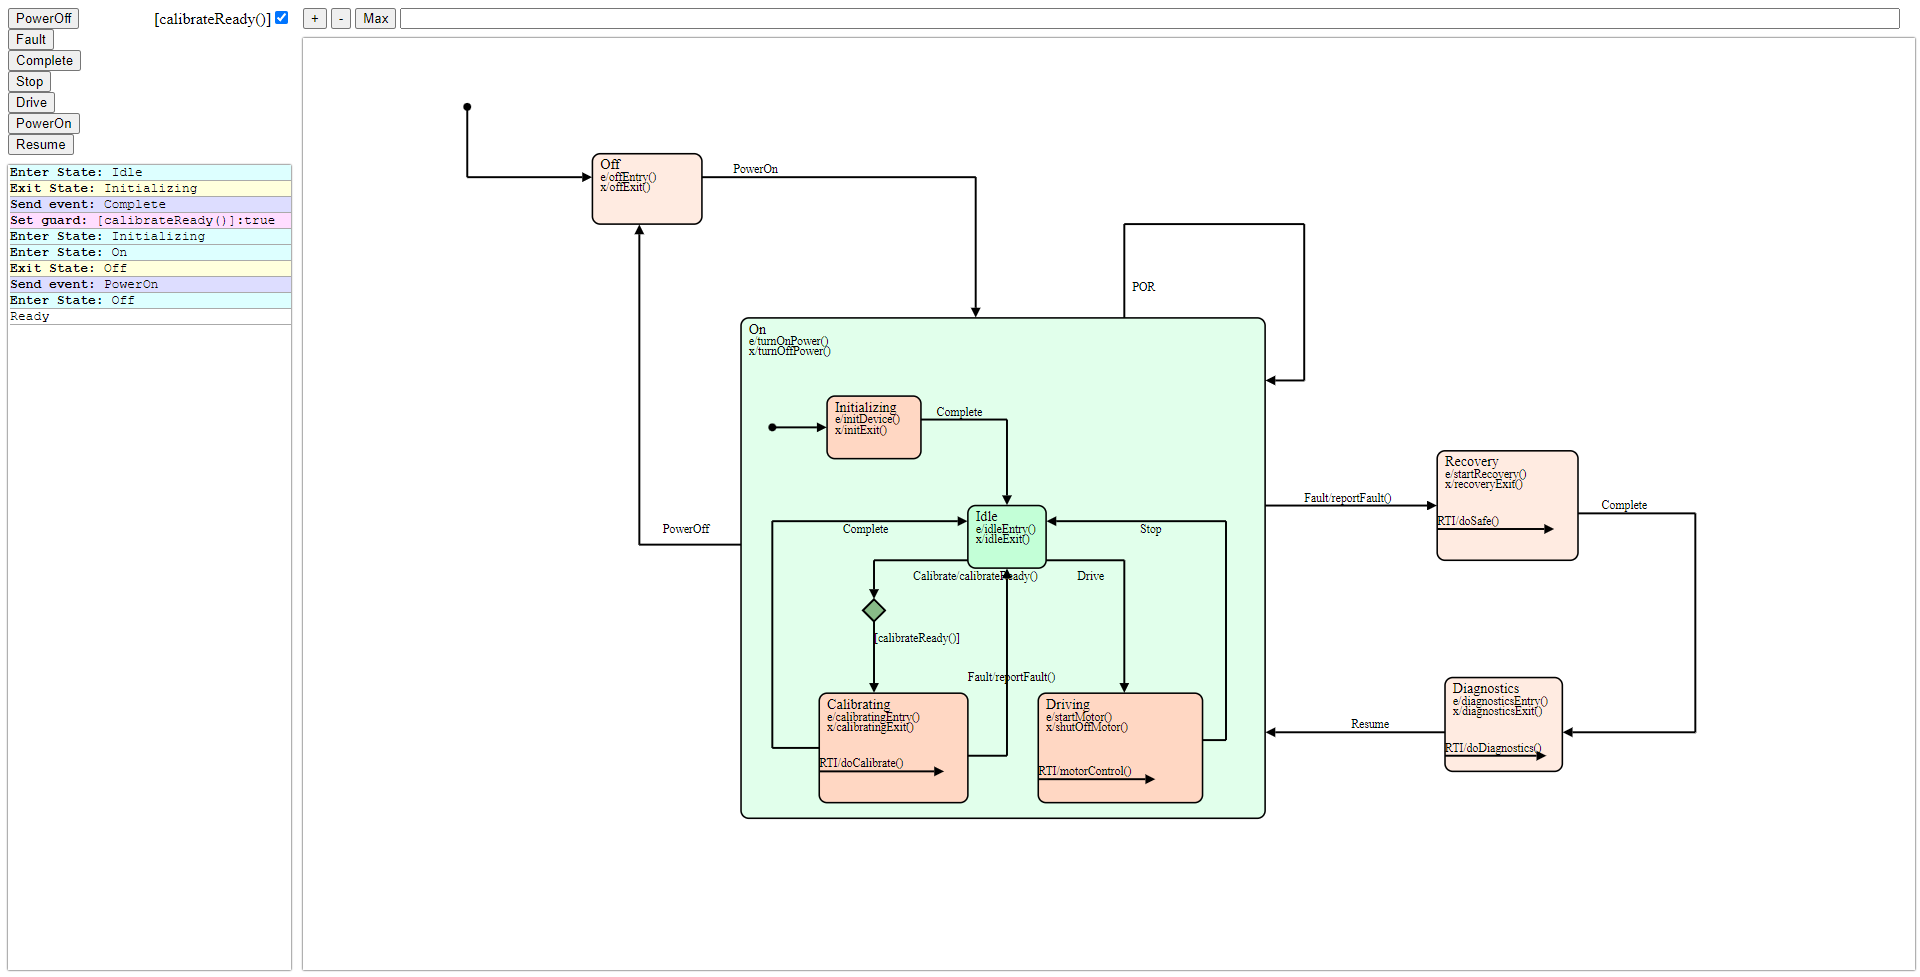 PowerOff
[calibrateReady()]
Fault
Complete
Stop
Drive
PowerOn
Resume
+ - Max
Enter State: Idle
Exit State: Initializing
Send event: Complete
Set guard: [calibrateReady()]:true
Enter State: Initializing
Enter State: On
Exit State: Off
Send event: PowerOn
Enter State: Off
Ready
Off
e/offEntry()
x/offExit()
PowerOn
POR
On
e/turnOnPower()
x/turnOffPower()
Initializing
e/initDevice()
x/initExit()
Complete
PowerOff
Idle
e/idleEntry()
x/idleExit()
Complete
Stop
Calibrate/calibrateReady()
Drive
[calibrateReady()]
Fault/reportFault()
Calibrating
e/calibratingEntry()
x/calibratingExit()
RTI/doCalibrate()
Driving
e/startMotor()
x/shutOffMotor()
RTI/motorControl()
Fault/reportFault()
Recovery
e/startRecovery()
x/recoveryExit()
RTI/doSafe()
Complete
Resume
Diagnostics
e/diagnosticsEntry()
x/diagnosticsExit()
RTI/doDiagnostics()